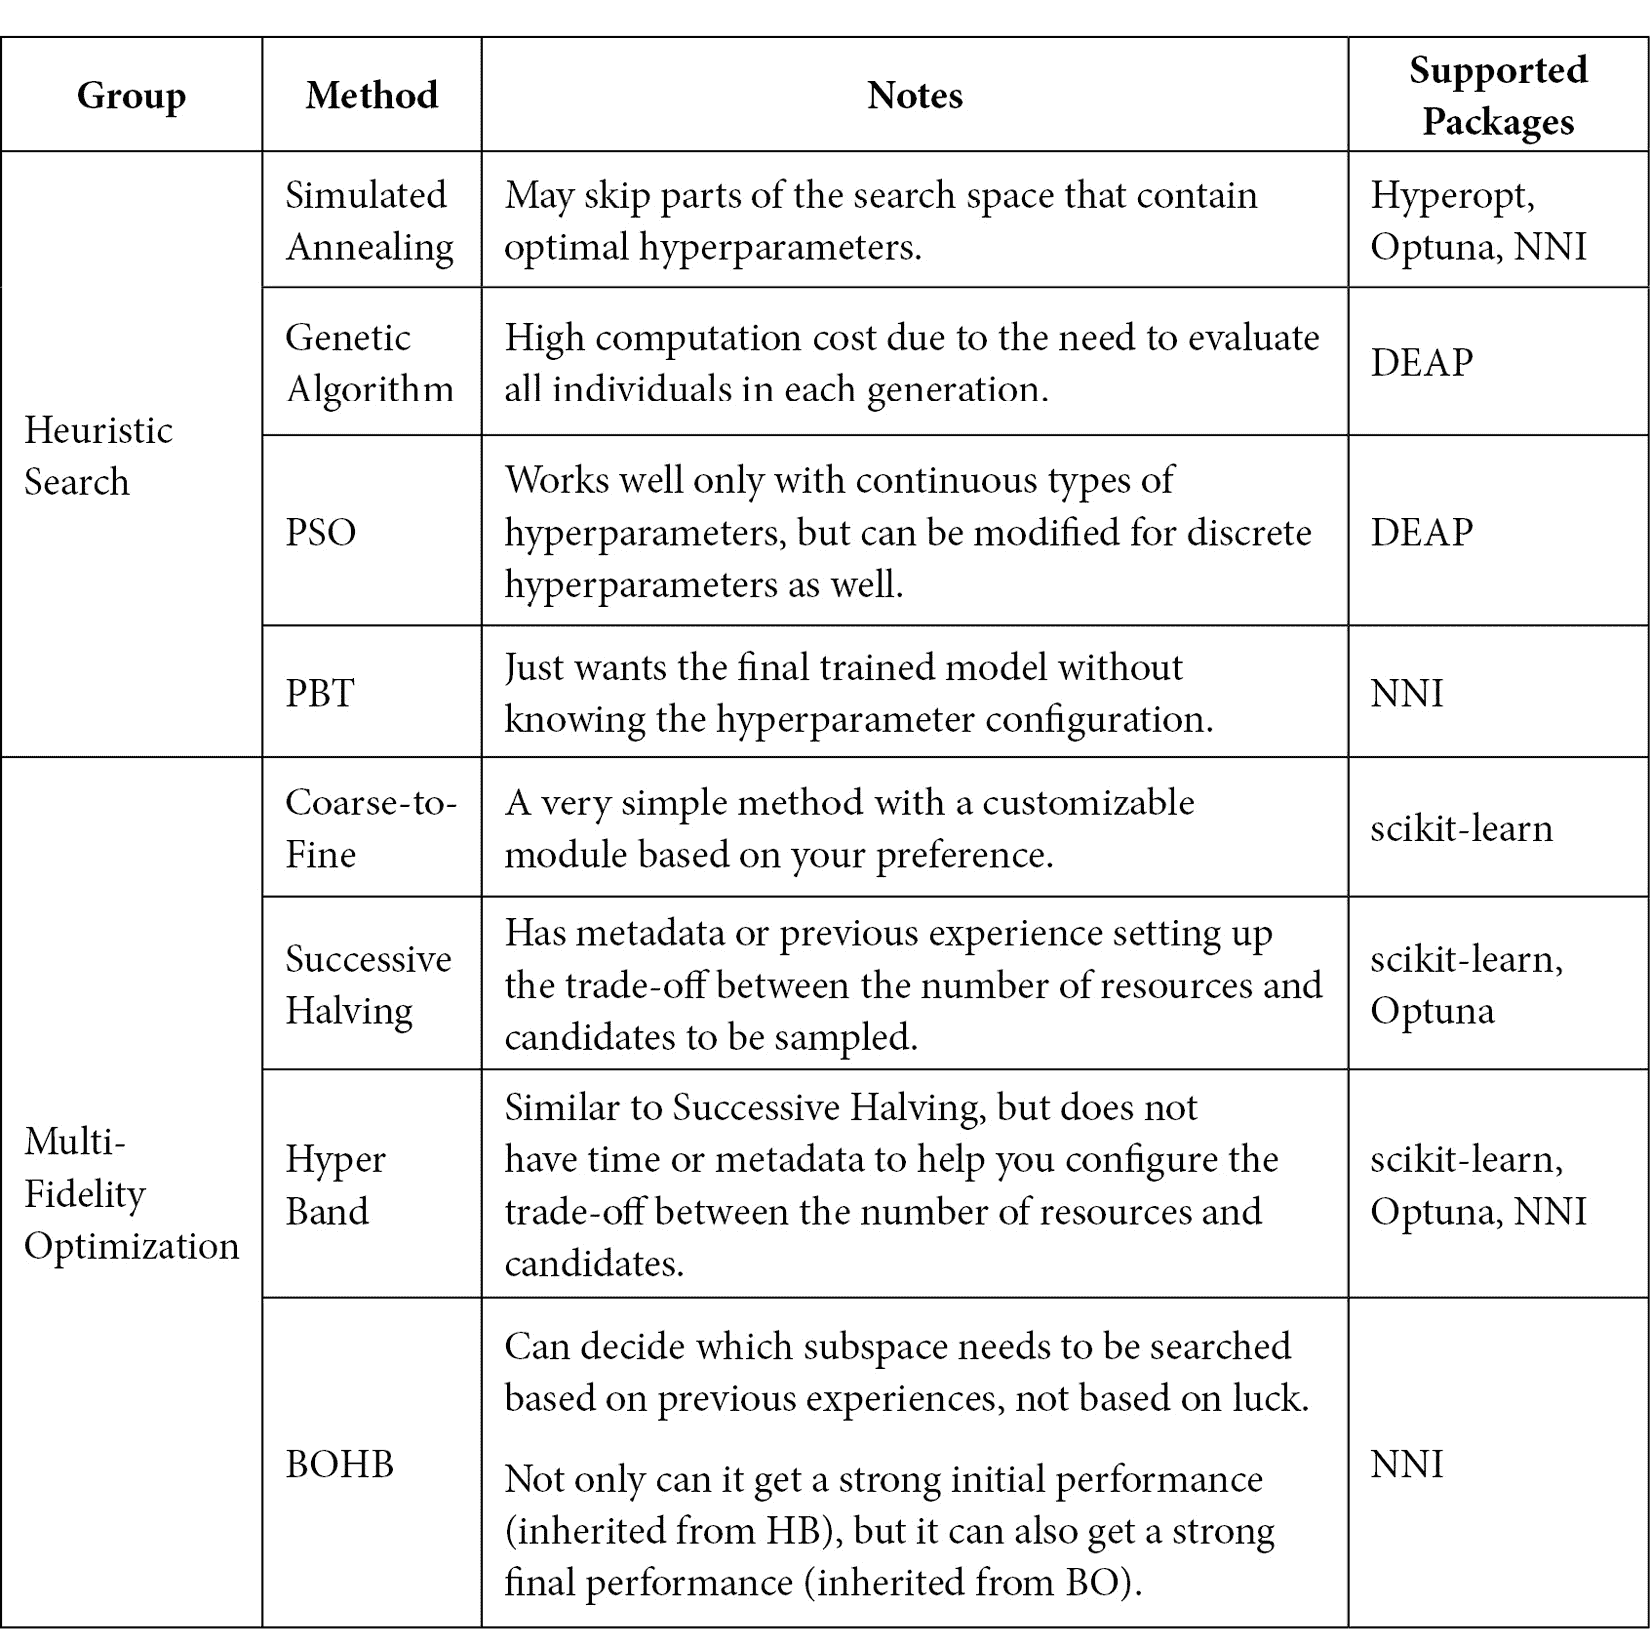 Group
Method
Notes
Supported
Packages
Heuristic
Search
Simulated
Annealing
May skip parts of the search space that contain
optimal hyperparameters.
Hyperopt,
Optuna, NNI
Genetic
Algorithm
High computation cost due to the need to evaluate
all individuals in each generation.
DEAP
PSO
Works well only with continuous types of
hyperparameters, but can be modified for discrete
hyperparameters as well.
DEAP
PBT
Just wants the final trained model without
knowing the hyperparameter configuration.
NNI
Multi-
Fidelity
Optimization
Coarse-to-
Fine
A very simple method with a customizable
module based on your preference.
scikit-learn
Successive
Halving
Has metadata or previous experience setting up
the trade-off between the number of resources and
candidates to be sampled.
scikit-learn,
Optuna
Hyper
Band
Similar to Successive Halving, but does not
have time or metadata to help you configure the
trade-off between the number of resources and
candidates.
scikit-learn,
Optuna, NNI
BOHB
Can decide which subspace needs to be searched
based on previous experiences, not based on luck.
Not only can it get a strong initial performance
(inherited from HB), but it can also get a strong
final performance (inherited from BO).
NNI